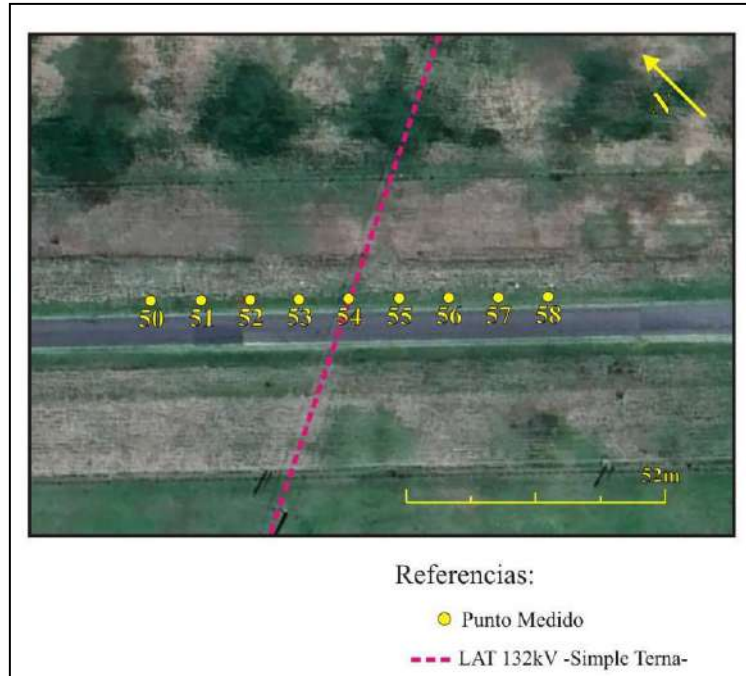 N
50 51 52 53 54 55 56 57 58
52m
Referencias:
Punto Medido
LAT 132kV -Simple Terna-